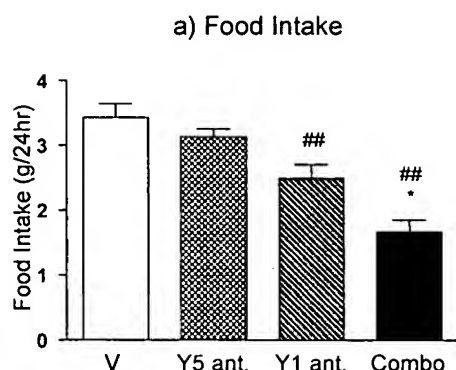 a) Food Intake
Food Intake (g/24hr)
4
3
2
1
0
##
##
*
V Y5 ant. Y1 ant. Combo